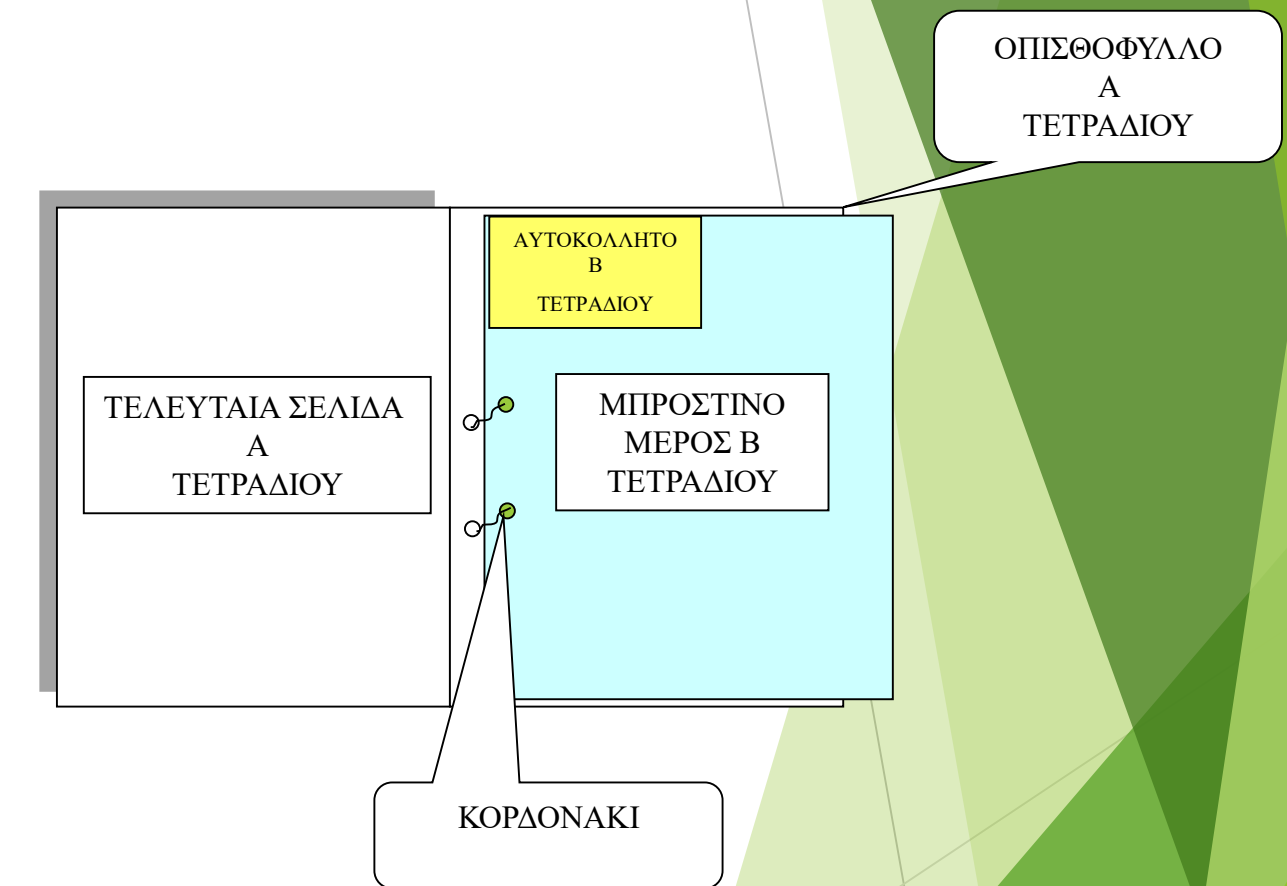 ΟΠΙΣΘΟΦΥΛΛΟ
Α
ΤΕΤΡΑΔΙΟΥ
ΑΥΤΟΚΟΛΛΗΤΟ
Β
ΤΕΤΡΑΔΙΟΥ
ΤΕΛΕΥΤΑΙΑ ΣΕΛΙΔΑ
Α
ΤΕΤΡΑΔΙΟΥ
ΜΠΡΟΣΤΙΝΟ
ΜΕΡΟΣ Β
ΤΕΤΡΑΔΙΟΥ
ΚΟΡΔΟΝΑΚΙ